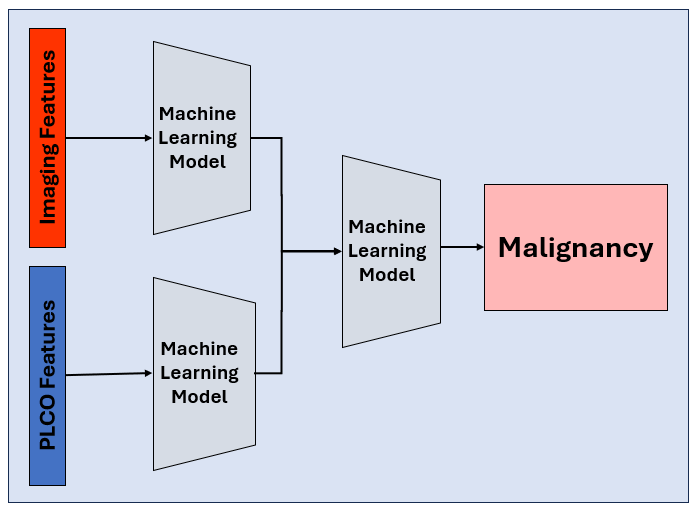 Imaging Features
Machine
Learning
Model
PLCO Features
Machine
Learning
Model
Machine
Learning
Model
Malignancy